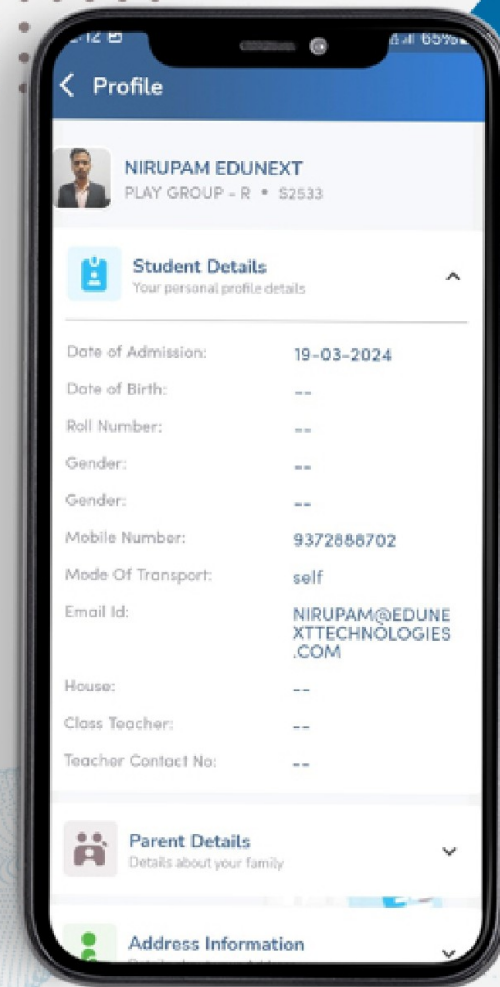 65%
Profile
NIRUPAM EDUNEXT
PLAY GROUP - R • S2533
Student Details
Your personal profile details
Date of Admission: 19-03-2024
Date of Birth: --
Roll Number: --
Gender: --
Gender: --
Mobile Number: 9372888702
Mode Of Transport: self
Email Id: NIRUPAM@EDUNE
XTTECHNOLOGIES
.COM
House: --
Class Teacher: --
Teacher Contact No: --
Parent Details
Details about your family
Address Information